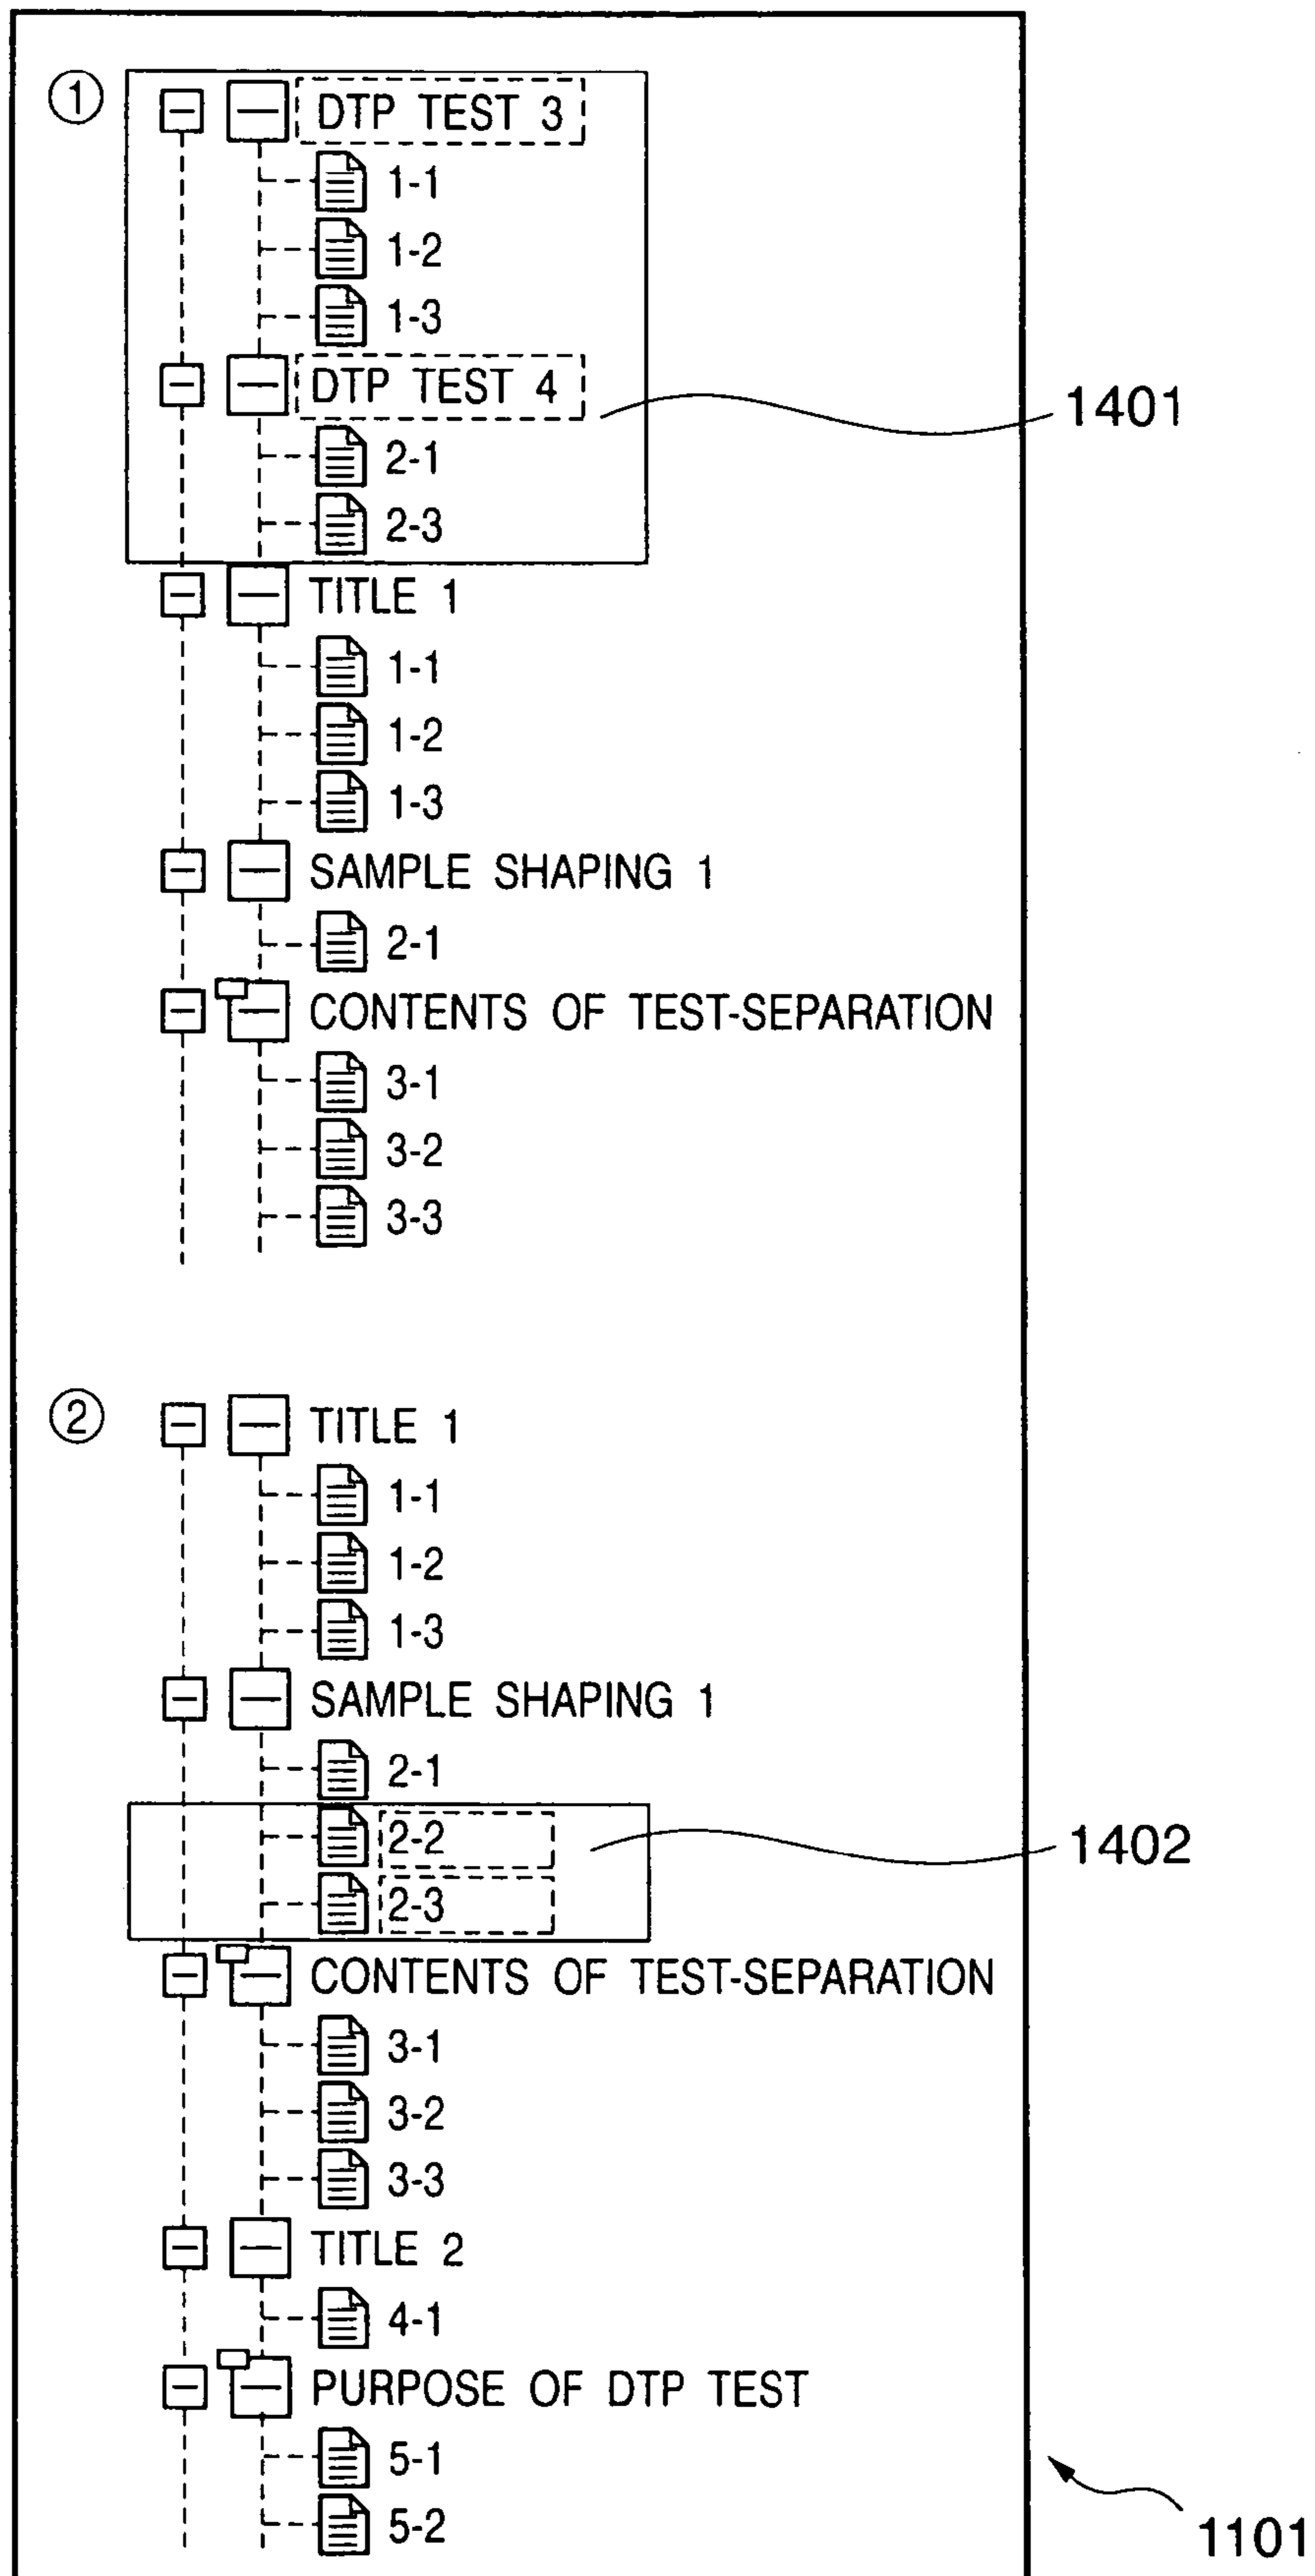 ① DTP TEST 3
1-1
1-2
1-3
DTP TEST 4
1401
2-1
2-3
TITLE 1
1-1
1-2
1-3
SAMPLE SHAPING 1
2-1
CONTENTS OF TEST-SEPARATION
3-1
3-2
3-3
② TITLE 1
1-1
1-2
1-3
SAMPLE SHAPING 1
2-1
2-2
1402
2-3
CONTENTS OF TEST-SEPARATION
3-1
3-2
3-3
TITLE 2
4-1
PURPOSE OF DTP TEST
5-1
5-2
1101